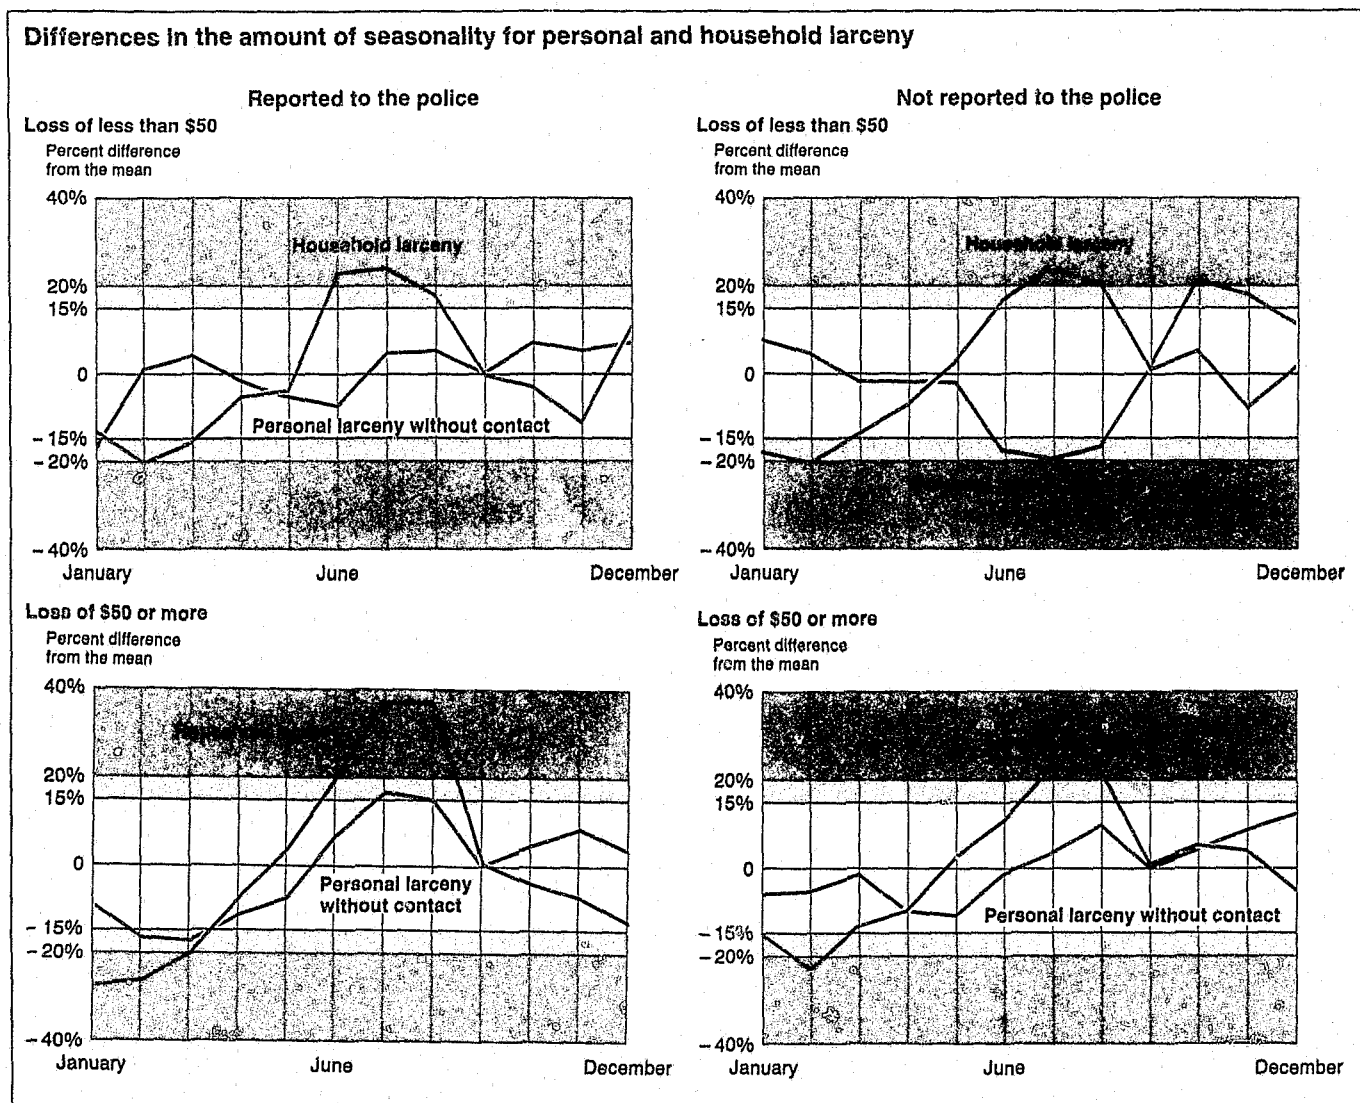 Differences in the amount of seasonality for personal and household larceny
Reported to the police
Loss of less than $50
Percent difference
from the mean
40%
20%
15%
0
–15%
–20%
–40%
Household larceny
Personal larceny without contact
January
June
December
Not reported to the police
Loss of less than $50
Percent difference
from the mean
40%
20%
15%
0
–15%
–20%
–40%
Household larceny
January
June
December
Loss of $50 or more
Percent difference
from the mean
40%
20%
15%
0
–15%
–20%
–40%
Personal larceny
without contact
January
June
December
Loss of $50 or more
Percent difference
from the mean
40%
20%
15%
0
–15%
–20%
–40%
Personal larceny without contact
January
June
December